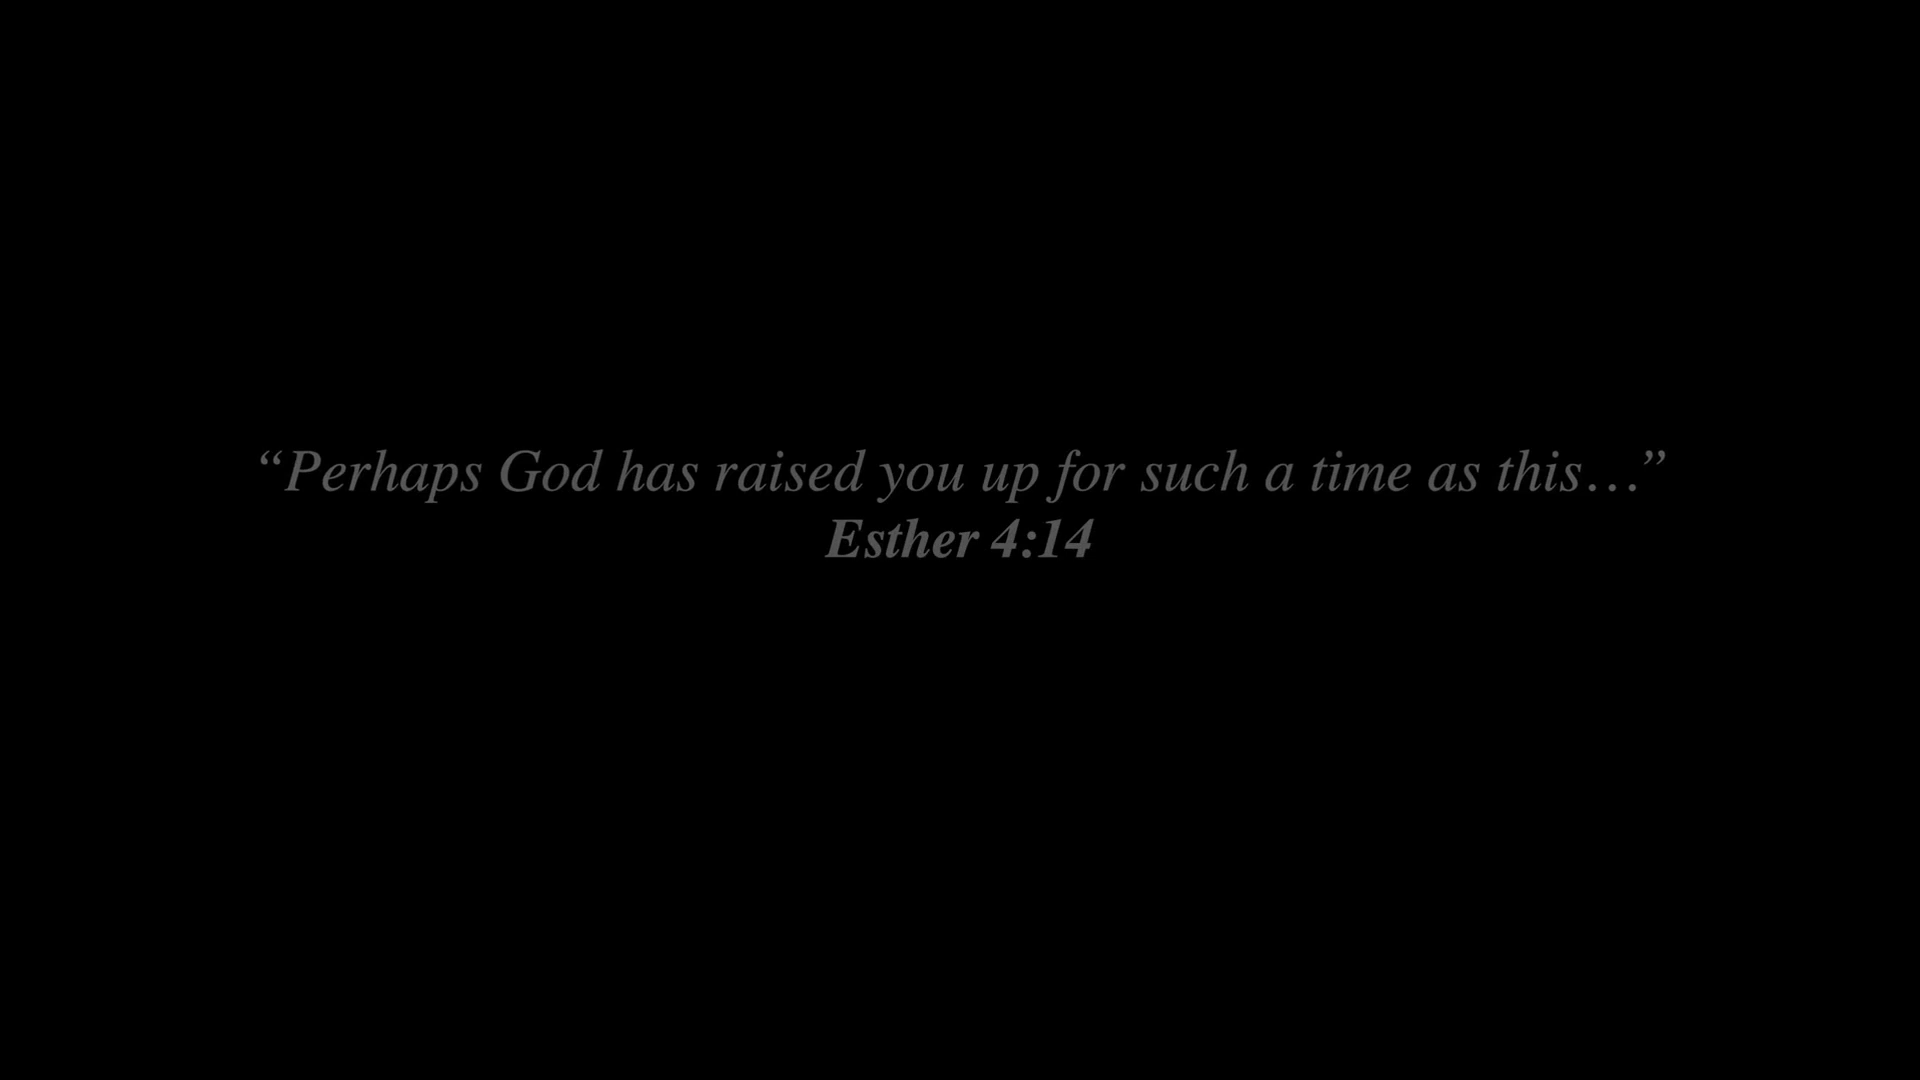 “Perhaps God has raised you up for such a time as this…”
Esther 4:14